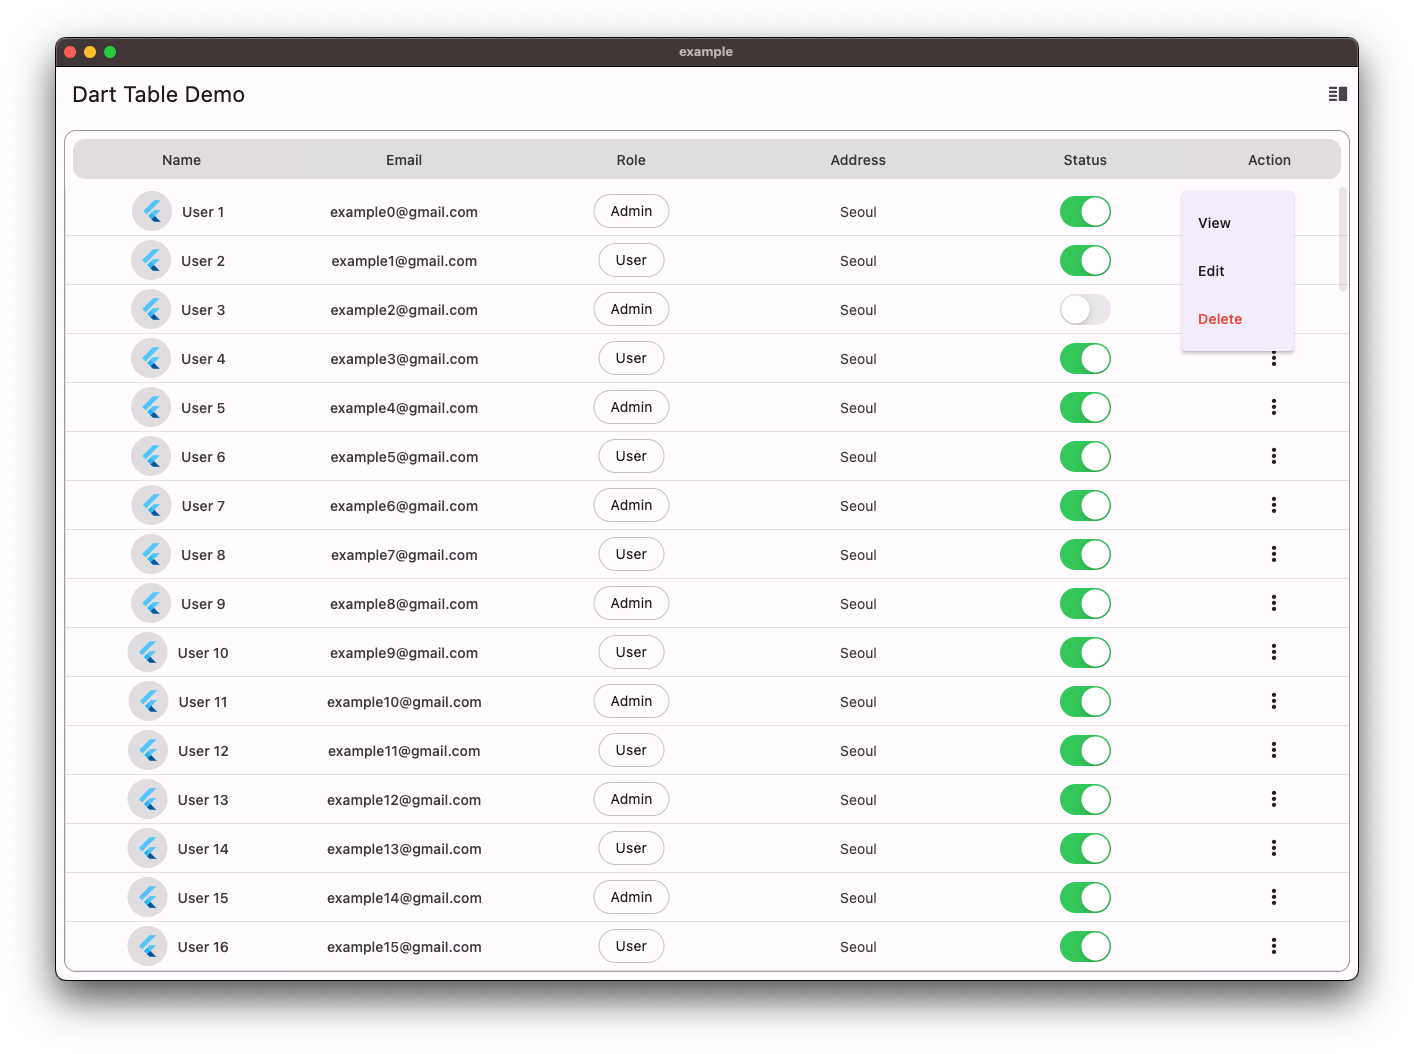 example
Dart Table Demo
Name Email Role Address Status Action
User 1 example0@gmail.com Admin Seoul
View
User 2 example1@gmail.com User Seoul
Edit
User 3 example2@gmail.com Admin Seoul
Delete
User 4 example3@gmail.com User Seoul
User 5 example4@gmail.com Admin Seoul
User 6 example5@gmail.com User Seoul
User 7 example6@gmail.com Admin Seoul
User 8 example7@gmail.com User Seoul
User 9 example8@gmail.com Admin Seoul
User 10 example9@gmail.com User Seoul
User 11 example10@gmail.com Admin Seoul
User 12 example11@gmail.com User Seoul
User 13 example12@gmail.com Admin Seoul
User 14 example13@gmail.com User Seoul
User 15 example14@gmail.com Admin Seoul
User 16 example15@gmail.com User Seoul